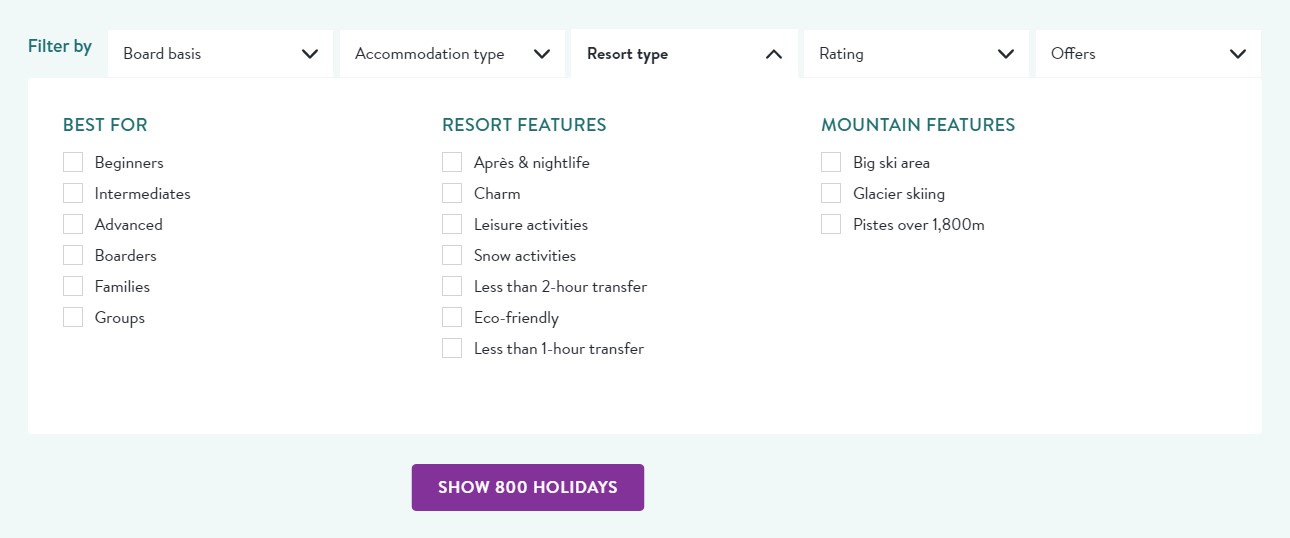 Filter by
Board basis
Accommodation type
Resort type
Rating
Offers
BEST FOR
Beginners
Intermediates
Advanced
Boarders
Families
Groups
RESORT FEATURES
Après & nightlife
Charm
Leisure activities
Snow activities
Less than 2-hour transfer
Eco-friendly
Less than 1-hour transfer
MOUNTAIN FEATURES
Big ski area
Glacier skiing
Pistes over 1,800m
SHOW 800 HOLIDAYS